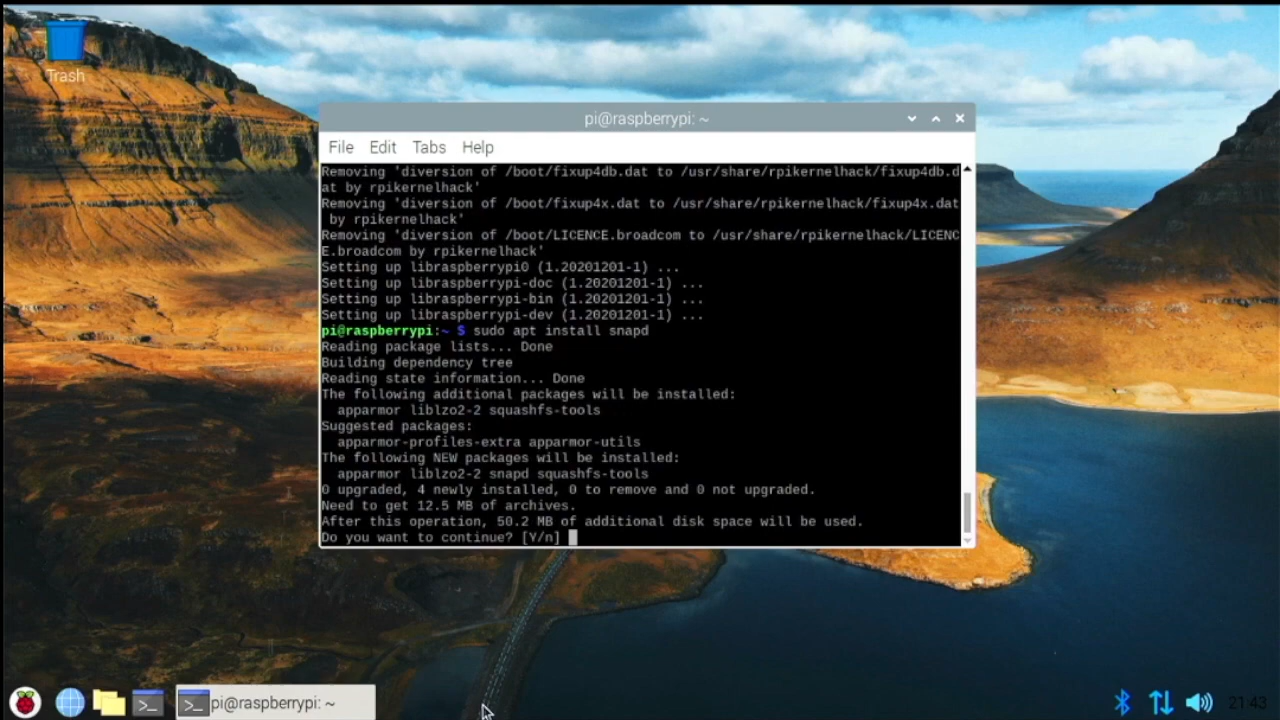 Trash
pi@raspberrypi: ~
File Edit Tabs Help
Removing 'diversion of /boot/fixup4db.dat to /usr/share/rpikernelhack/fixup4db.d
at by rpikernelhack'
Removing 'diversion of /boot/fixup4x.dat to /usr/share/rpikernelhack/fixup4x.dat
 by rpikernelhack'
Removing 'diversion of /boot/LICENCE.broadcom to /usr/share/rpikernelhack/LICENC
E.broadcom by rpikernelhack'
Setting up libraspberrypi0 (1.20201201-1) ...
Setting up libraspberrypi-doc (1.20201201-1) ...
Setting up libraspberrypi-bin (1.20201201-1) ...
Setting up libraspberrypi-dev (1.20201201-1) ...
pi@raspberrypi:~ $ sudo apt install snapd
Reading package lists... Done
Building dependency tree
Reading state information... Done
The following additional packages will be installed:
  apparmor liblzo2-2 squashfs-tools
Suggested packages:
  apparmor-profiles-extra apparmor-utils
The following NEW packages will be installed:
  apparmor liblzo2-2 snapd squashfs-tools
0 upgraded, 4 newly installed, 0 to remove and 0 not upgraded.
Need to get 12.5 MB of archives.
After this operation, 50.2 MB of additional disk space will be used.
Do you want to continue? [Y/n]
pi@raspberrypi: ~
21:43